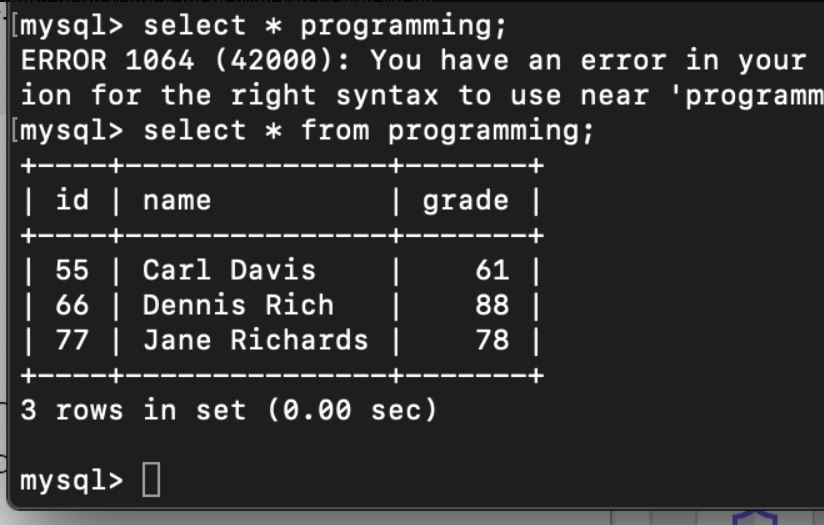 mysql> select * programming;
ERROR 1064 (42000): You have an error in your
ion for the right syntax to use near 'programm
mysql> select * from programming;
+----+---------------+-------+
| id | name          | grade |
+----+---------------+-------+
| 55 | Carl Davis    |    61 |
| 66 | Dennis Rich   |    88 |
| 77 | Jane Richards |    78 |
+----+---------------+-------+
3 rows in set (0.00 sec)
mysql>